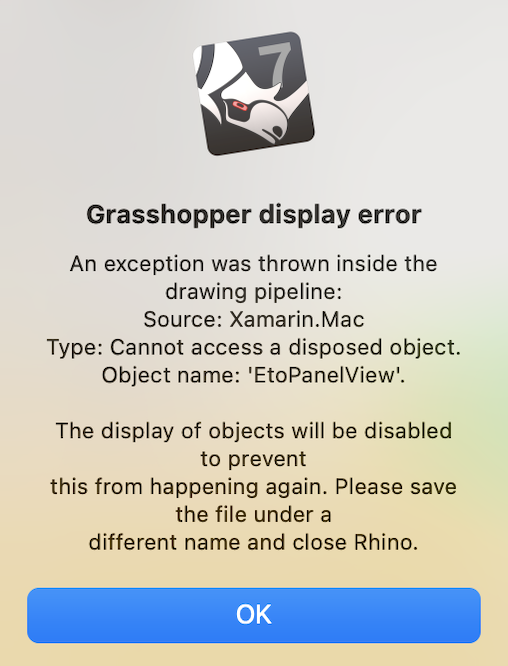 7
Grasshopper display error
An exception was thrown inside the
drawing pipeline:
Source: Xamarin.Mac
Type: Cannot access a disposed object.
Object name: 'EtoPanelView'.
The display of objects will be disabled
to prevent
this from happening again. Please save
the file under a
different name and close Rhino.
OK